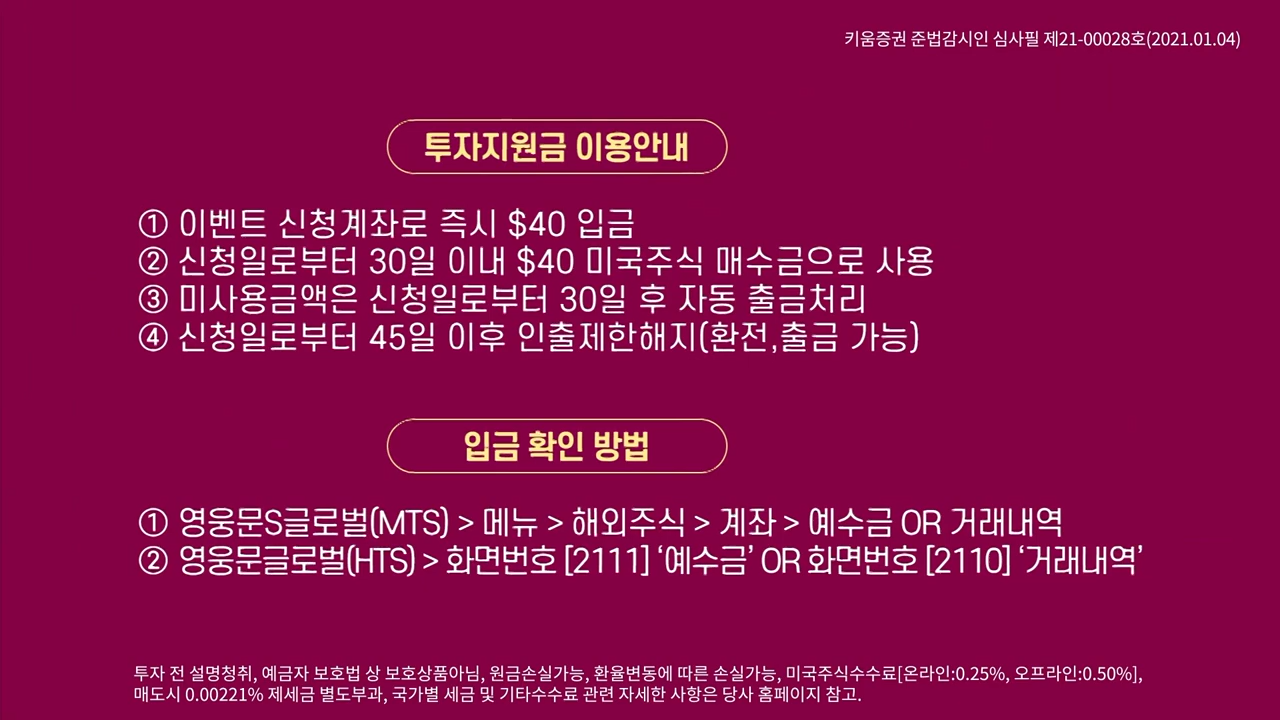 키움증권 준법감시인 심사필 제21-00028호(2021.01.04)
투자지원금 이용안내
① 이벤트 신청계좌로 즉시 $40 입금
② 신청일로부터 30일 이내 $40 미국주식 매수금으로 사용
③ 미사용금액은 신청일로부터 30일 후 자동 출금처리
④ 신청일로부터 45일 이후 인출제한해지(환전,출금 가능)
입금 확인 방법
① 영웅문S글로벌(MTS) > 메뉴 > 해외주식 > 계좌 > 예수금 OR 거래내역
② 영웅문글로벌(HTS) > 화면번호 [2111] ‘예수금’ OR 화면번호 [2110] ‘거래내역’
투자 전 설명청취, 예금자 보호법 상 보호상품아님, 원금손실가능, 환율변동에 따른 손실가능, 미국주식수수료[온라인:0.25%, 오프라인:0.50%],
매도시 0.00221% 제세금 별도부과, 국가별 세금 및 기타수수료 관련 자세한 사항은 당사 홈페이지 참고.